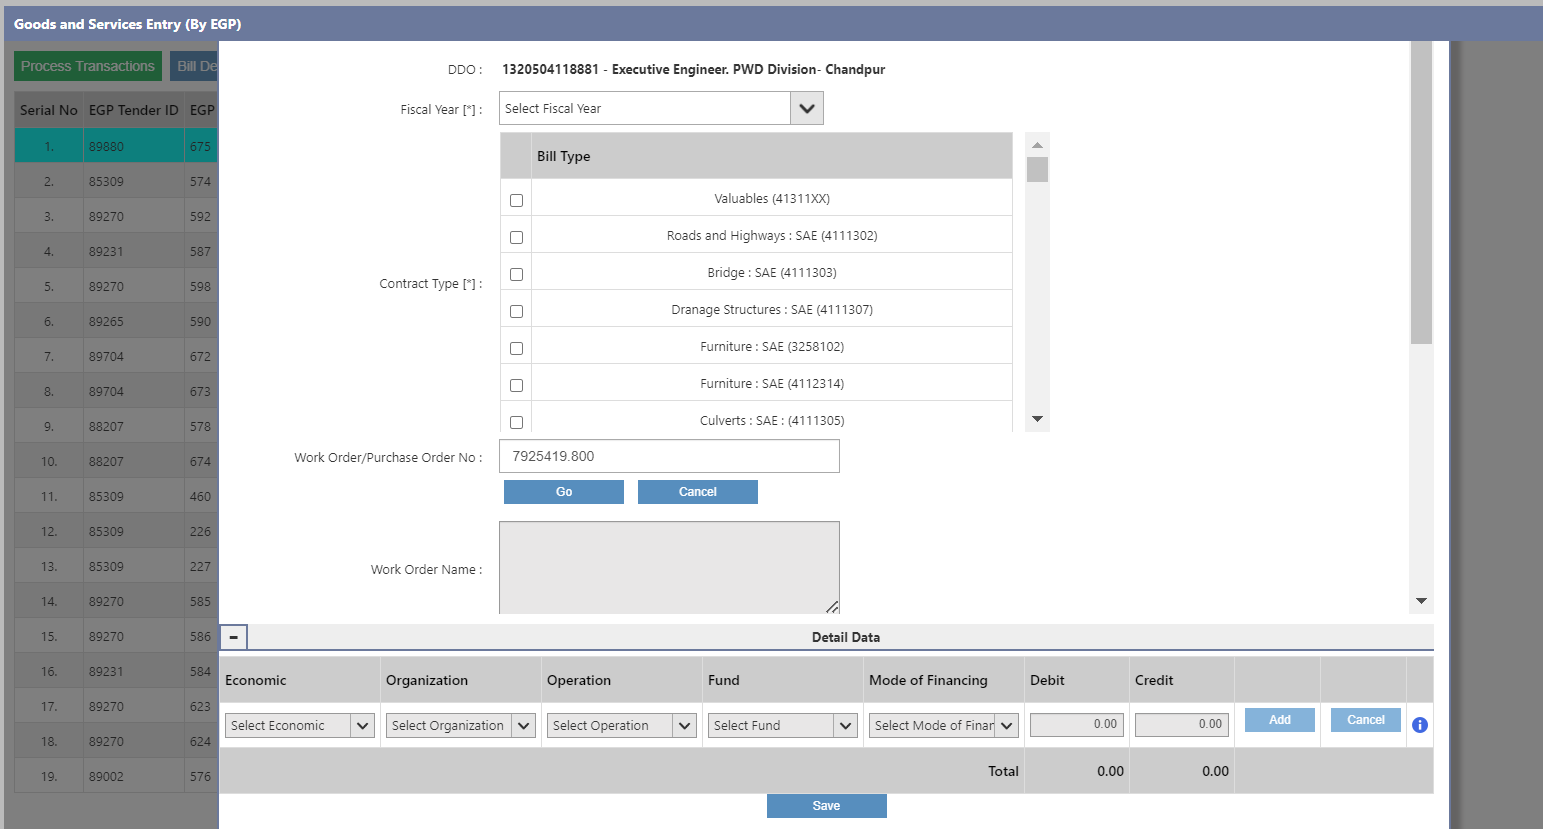 Goods and Services Entry (By EGP)
Process Transactions Bill De
Serial No EGP Tender ID EGP
1. 89880 675
2. 85309 574
3. 89270 592
4. 89231 587
5. 89270 598
6. 89265 590
7. 89704 672
8. 89704 673
9. 88207 578
10. 88207 674
11. 85309 460
12. 85309 226
13. 85309 227
14. 89270 585
15. 89270 586
16. 89231 584
17. 89270 623
18. 89270 624
19. 89002 576
DDO : 1320504118881 - Executive Engineer. PWD Division- Chandpur
Fiscal Year [*] : Select Fiscal Year
Contract Type [*] :
Bill Type
Valuables (41311XX)
Roads and Highways : SAE (4111302)
Bridge : SAE (4111303)
Dranage Structures : SAE (4111307)
Furniture : SAE (3258102)
Furniture : SAE (4112314)
Culverts : SAE : (4111305)
Work Order/Purchase Order No : 7925419.800
Go Cancel
Work Order Name :
Detail Data
Economic Organization Operation Fund Mode of Financing Debit Credit
Select Economic Select Organization Select Operation Select Fund Select Mode of Finan 0.00 0.00 Add Cancel
Total 0.00 0.00
Save